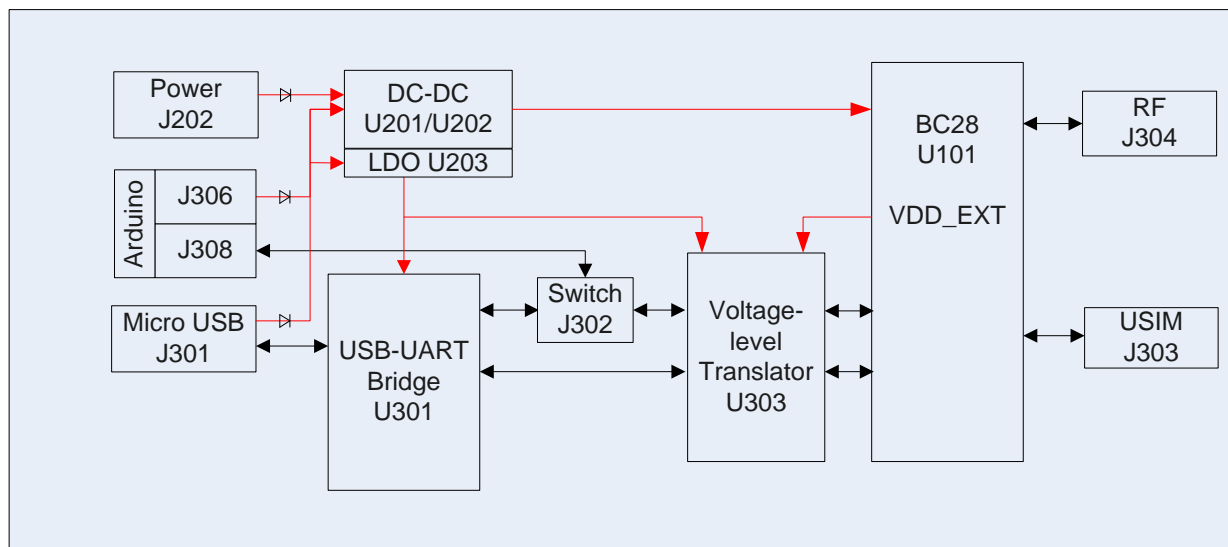 Power
J202
DC-DC
U201/U202
LDO U203
BC28
U101
VDD_EXT
RF
J304
Arduino
J306
J308
Micro USB
J301
USB-UART
Bridge
U301
Switch
J302
Voltage-
level
Translator
U303
USIM
J303